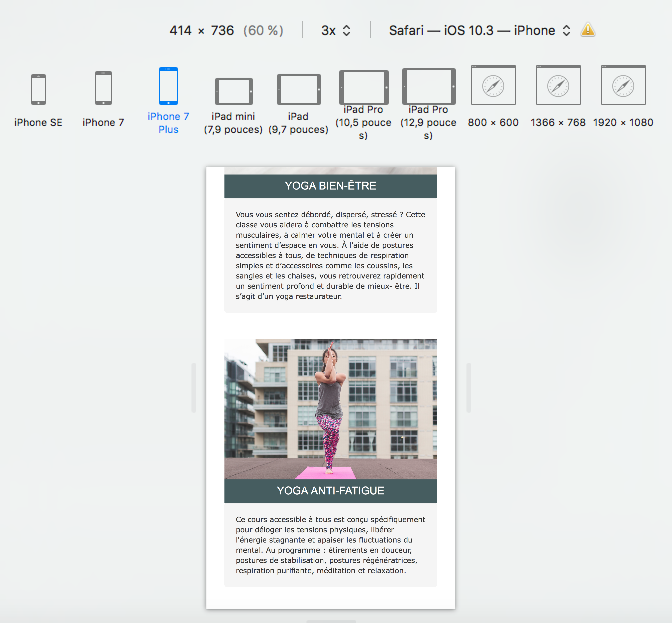 414 × 736 (60 %) 3x Safari — iOS 10.3 — iPhone
iPhone SE
iPhone 7
iPhone 7
Plus
iPad mini
(7,9 pouces)
iPad
(9,7 pouces)
iPad Pro
(10,5 pouce
s)
iPad Pro
(12,9 pouce
s)
800 × 600
1366 × 768
1920 × 1080
YOGA BIEN-ÊTRE
Vous vous sentez débordé, dispersé, stressé ? Cette
classe vous aidera à combattre les tensions
musculaires, à calmer votre mental et à créer un
sentiment d'espace en vous. À l'aide de postures
accessibles à tous, de techniques de respiration
simples et d'accessoires comme les coussins, les
sangles et les chaises, vous retrouverez rapidement
un sentiment profond et durable de mieux- être. Il
s'agit d'un yoga restaurateur.
YOGA ANTI-FATIGUE
Ce cours accessible à tous est conçu spécifiquement
pour déloger les tensions physiques, libérer
l'énergie stagnante et apaiser les fluctuations du
mental. Au programme : étirements en douceur,
postures de stabilisation, postures régénératrices,
respiration purifiante, méditation et relaxation.